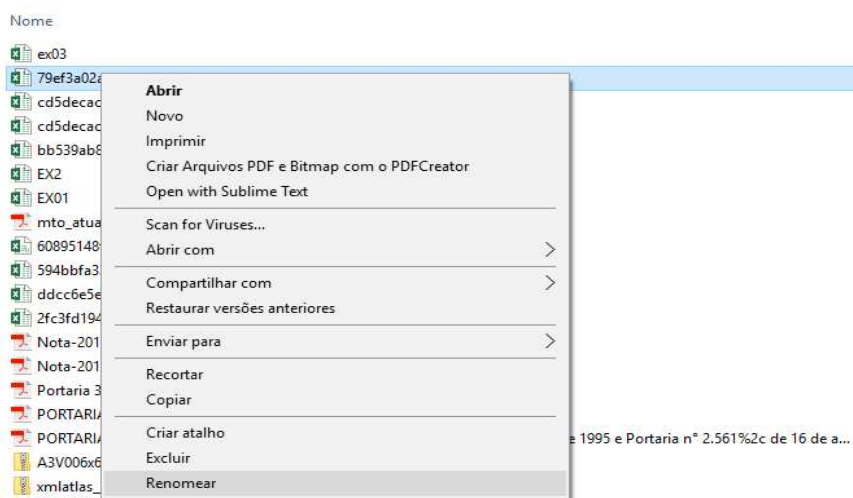 Nome
ex03
79ef3a02a
cd5decac
cd5decac
bb539ab8
EX2
EX01
mto_atua
60895148
594bbfa3
ddcc6e5e
2fc3fd194
Nota-201
Nota-201
Portaria 3
PORTARIA
PORTARIA
A3V006x6
xmlatlas_
Abrir
Novo
Imprimir
Criar Arquivos PDF e Bitmap com o PDFCreator
Open with Sublime Text
Scan for Viruses...
Abrir com
Compartilhar com
Restaurar versões anteriores
Enviar para
Recortar
Copiar
Criar atalho
Excluir
Renomear
e 1995 e Portaria n° 2.561%2c de 16 de a...